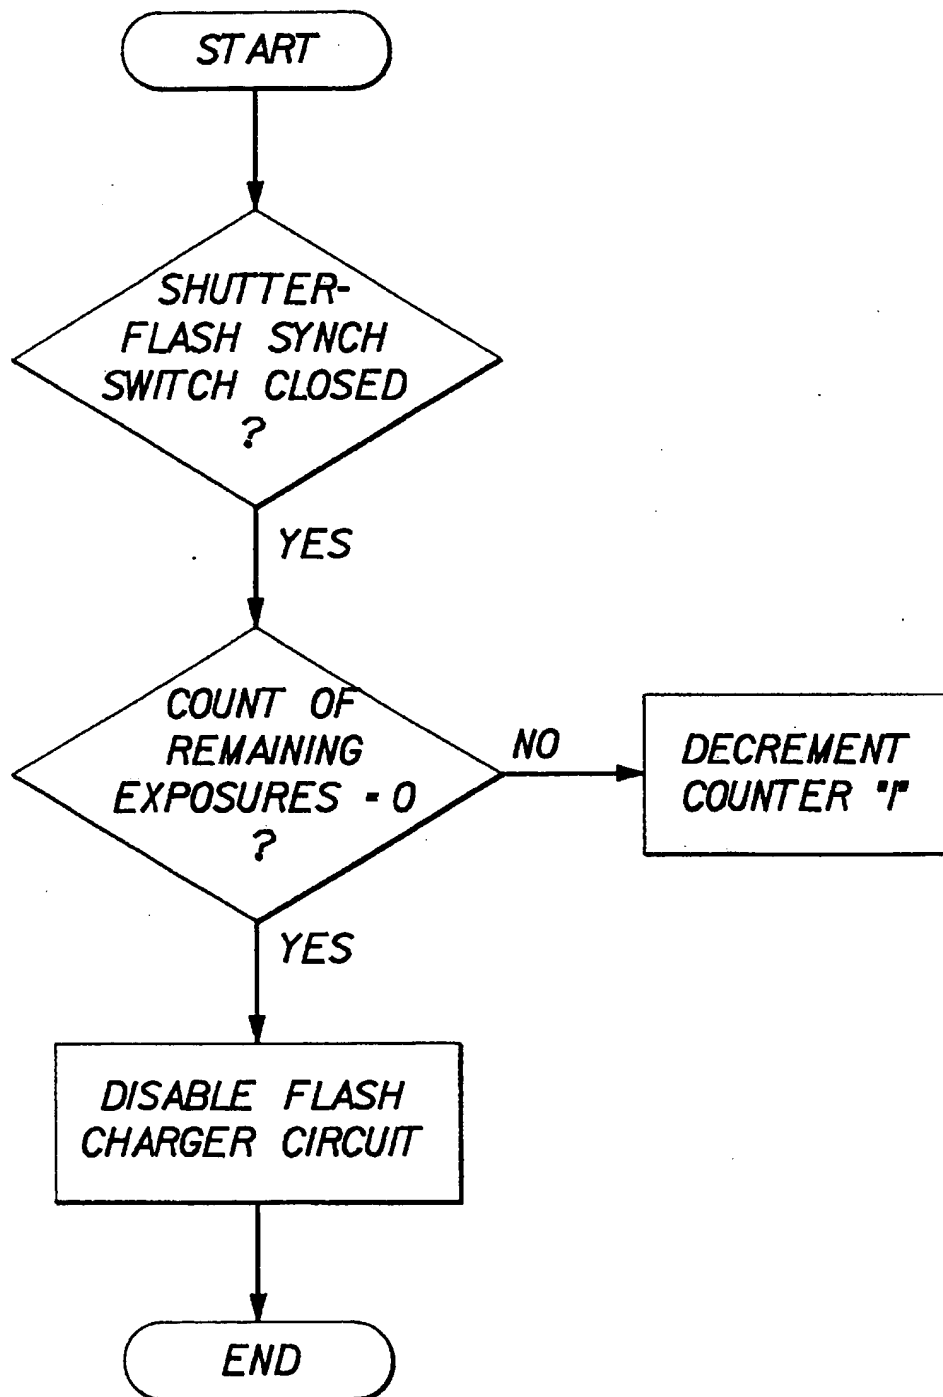 START
SHUTTER-
FLASH SYNCH
SWITCH CLOSED
?
YES
COUNT OF
REMAINING
EXPOSURES = 0
?
NO
DECREMENT
COUNTER "1"
YES
DISABLE FLASH
CHARGER CIRCUIT
END